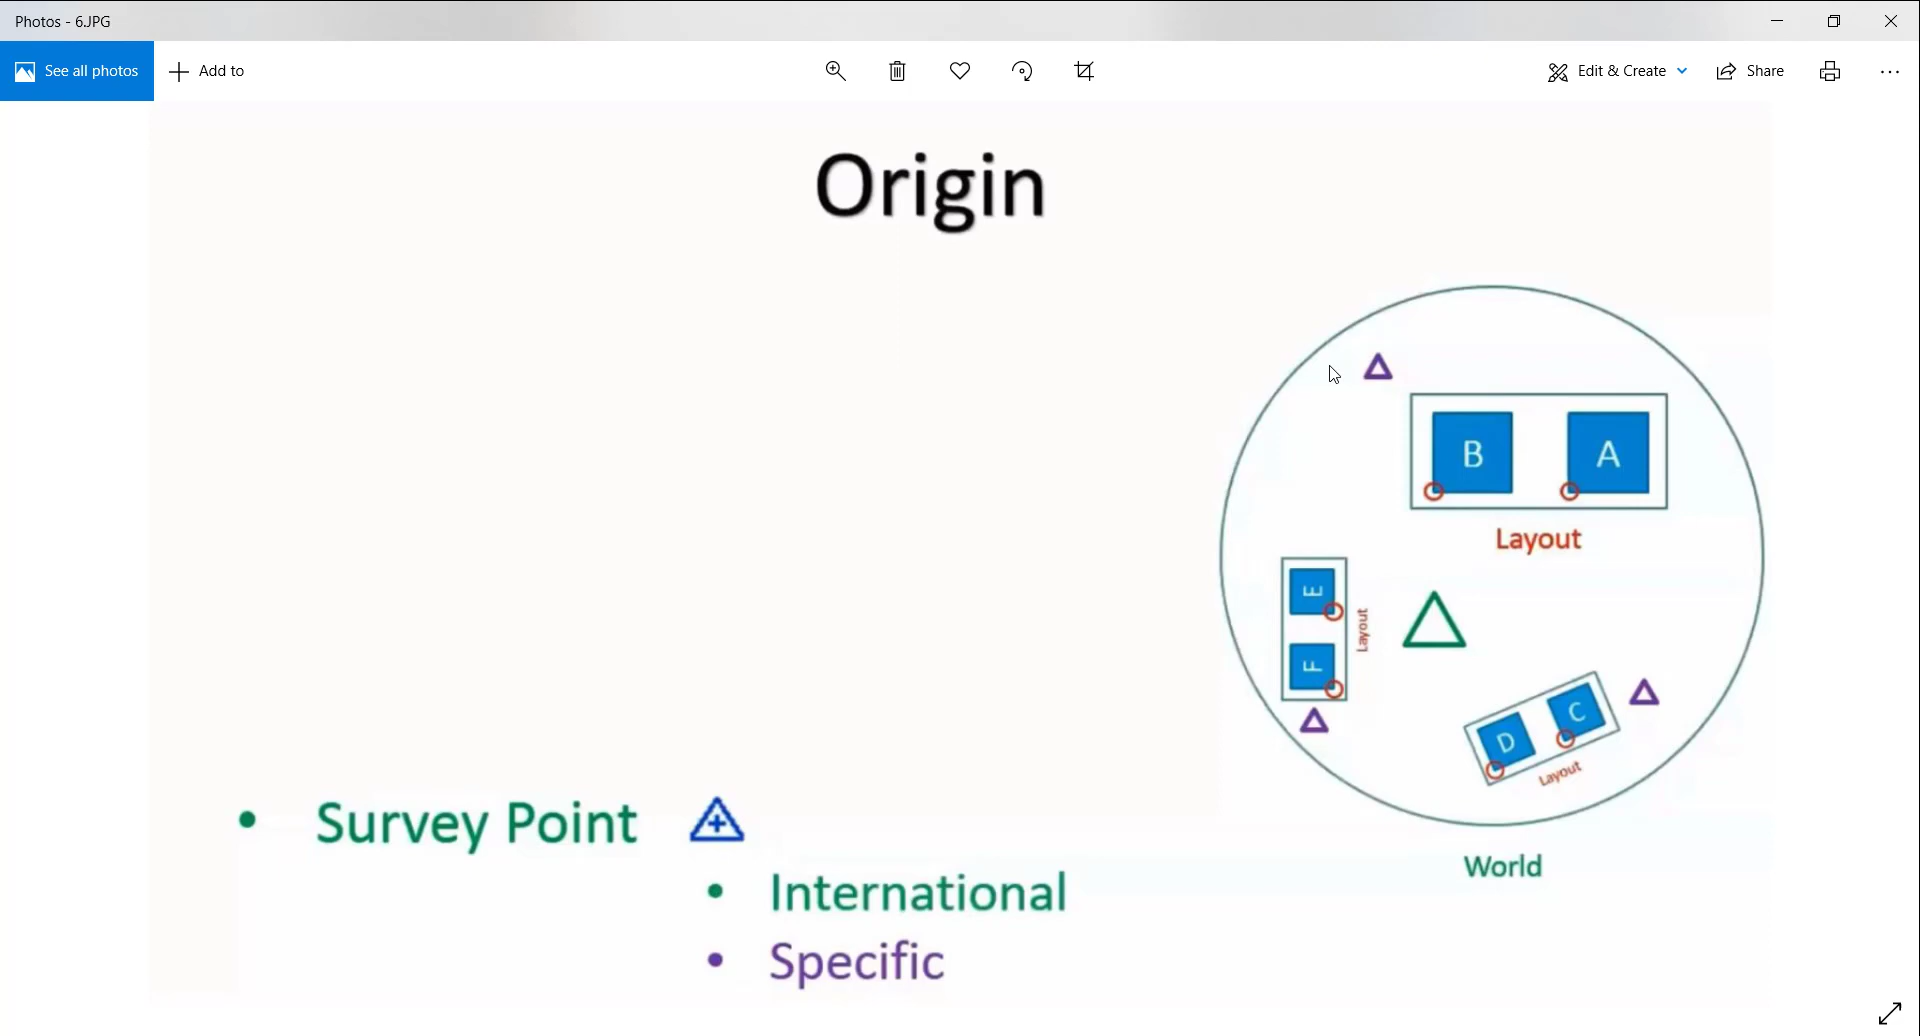 Photos - 6.JPG
See all photos
Add to
Edit & Create
Share
Origin
B
A
Layout
E
F
Layout
C
D
Layout
World
• Survey Point
• International
• Specific